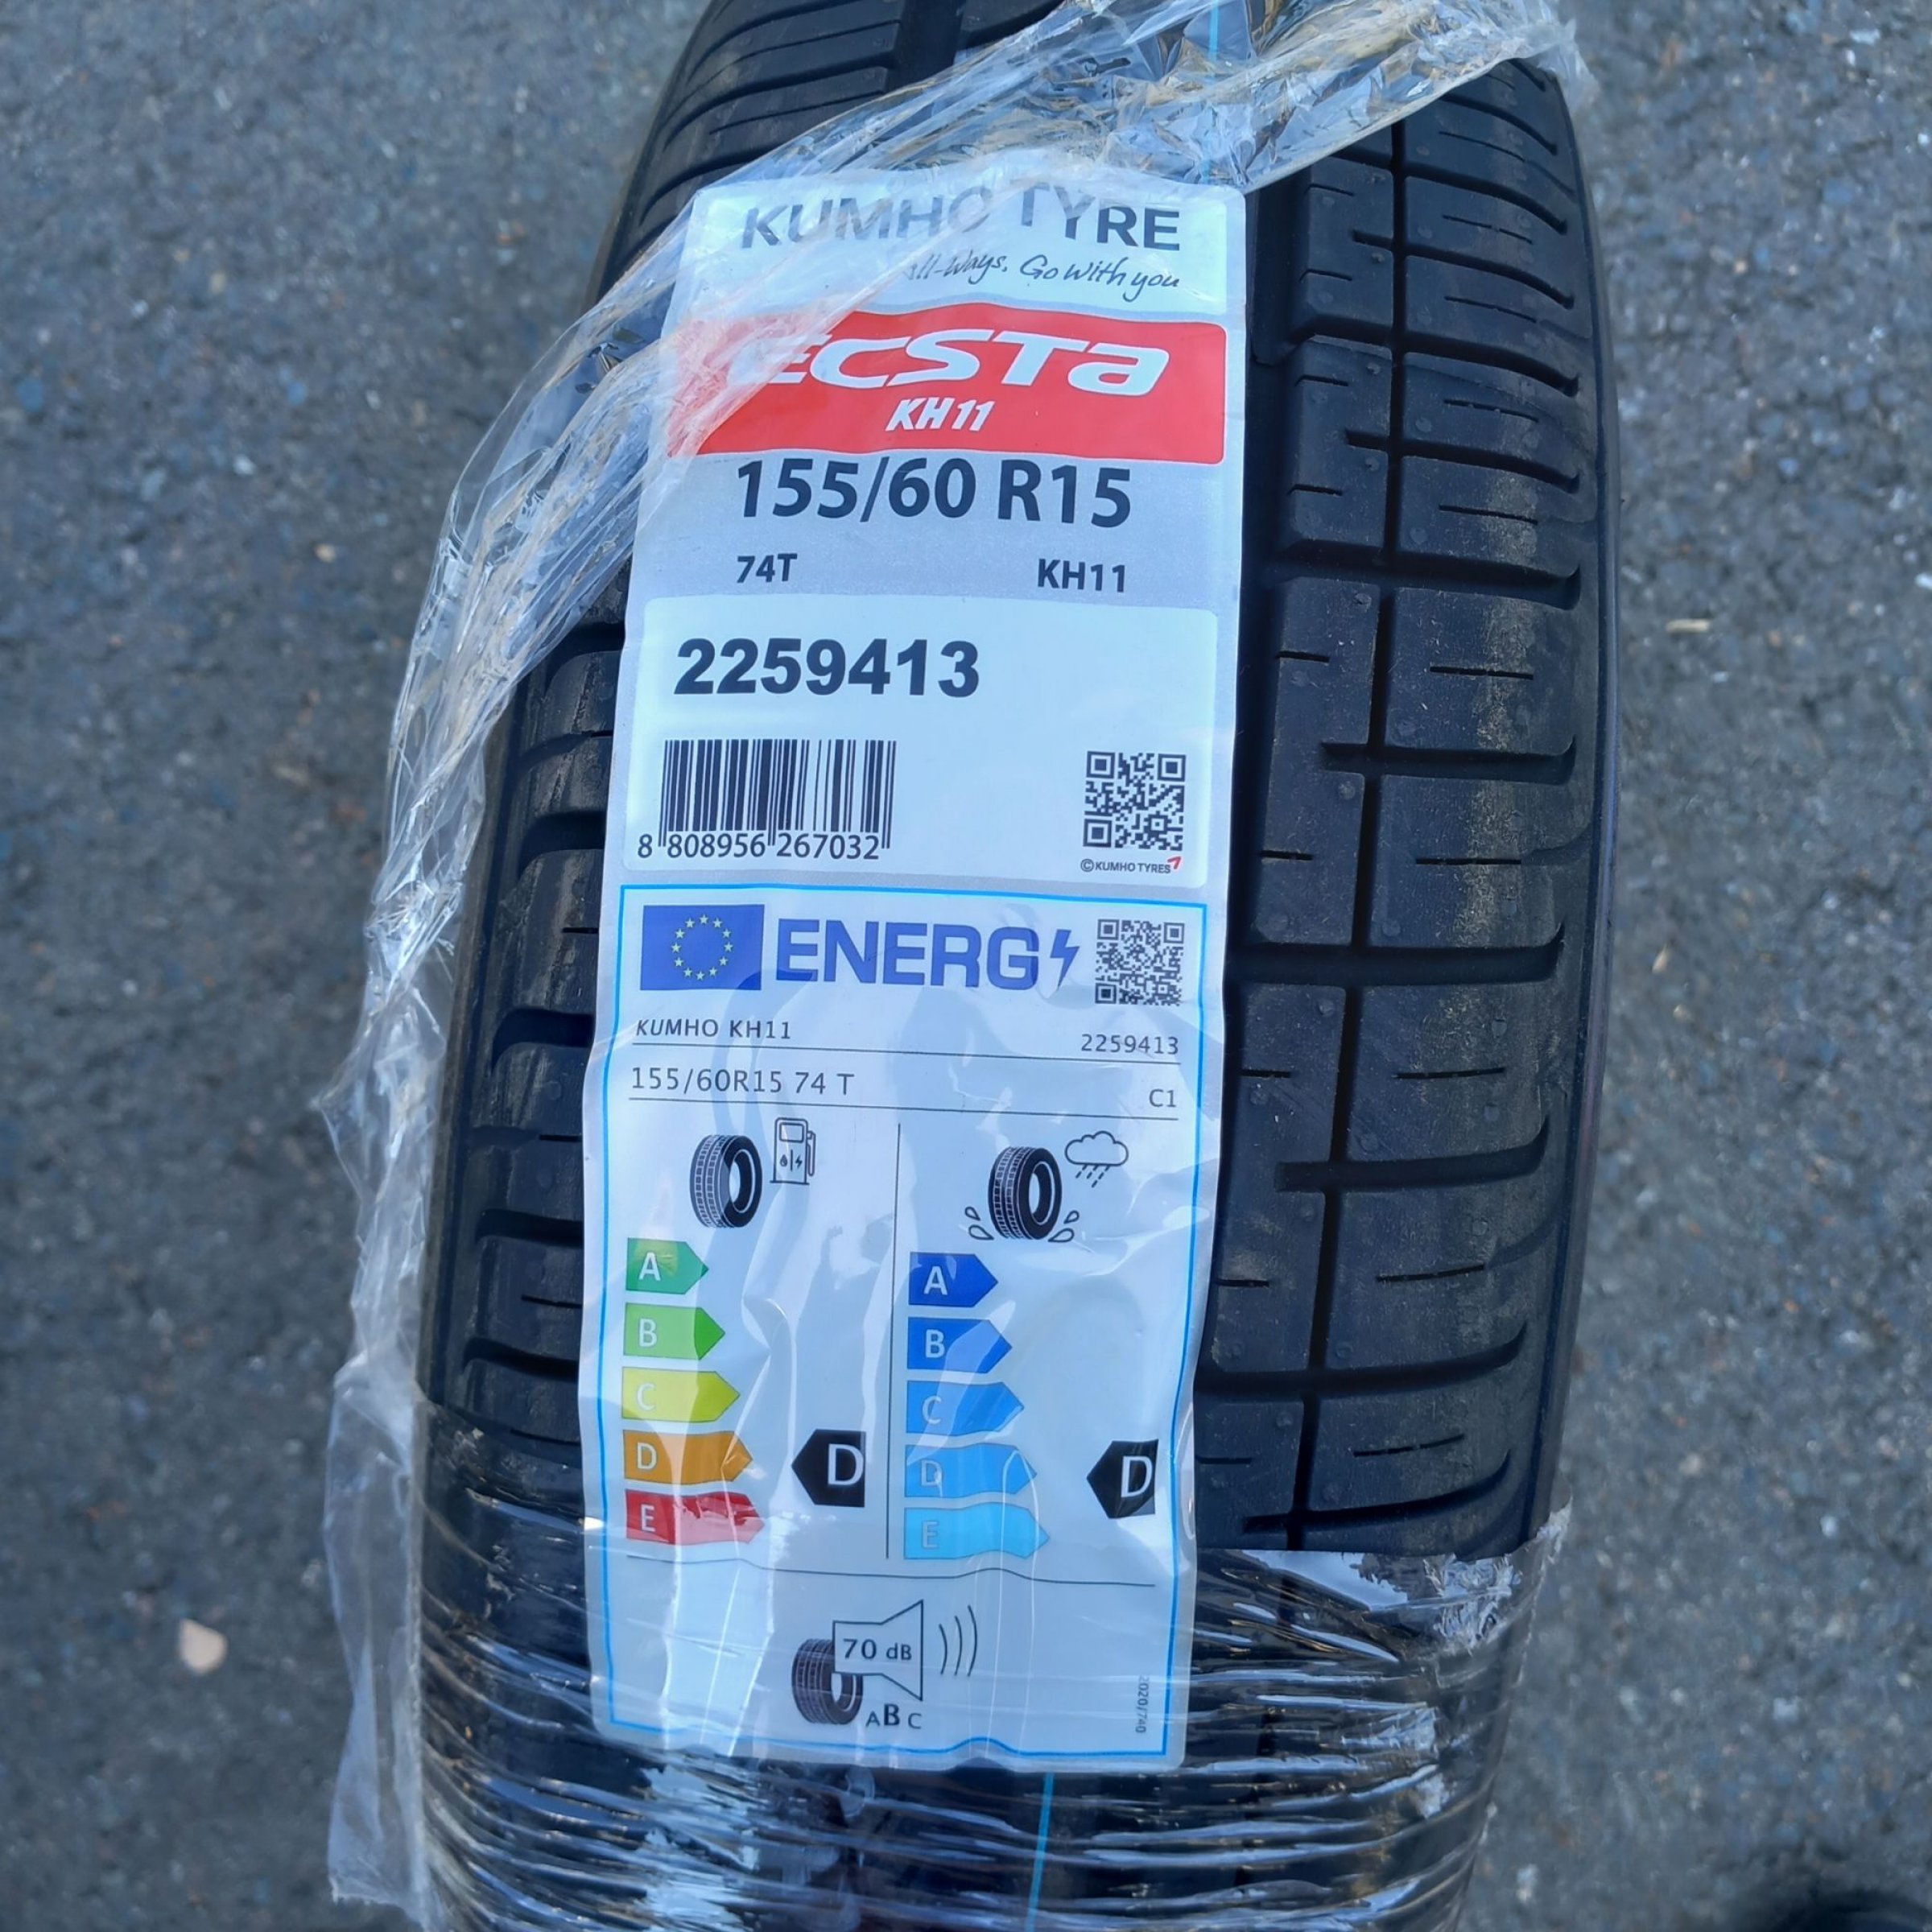 KUMHO TYRE
All-Ways, Go With you
ECSTA
KH11
155/60 R15
74T KH11
2259413
8 808956 267032
©KUMHO TYRES
ENERG
KUMHO KH11 2259413
155/60R15 74 T C1
A A
B B
C C
D D D D
E E
70 dB
A B C
2020/740